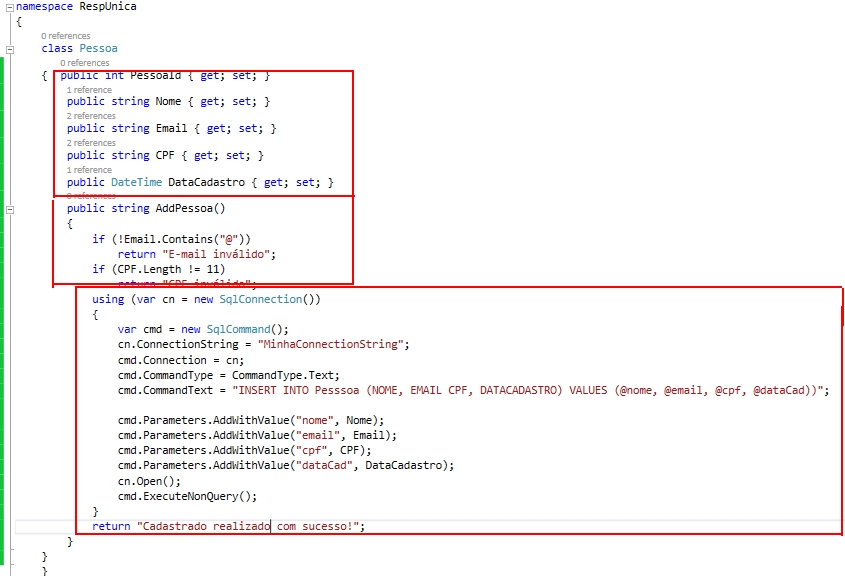 namespace RespUnica
{
0 references
class Pessoa
0 references
{ public int PessoaId { get; set; }
1 reference
public string Nome { get; set; }
2 references
public string Email { get; set; }
2 references
public string CPF { get; set; }
1 reference
public DateTime DataCadastro { get; set; }
0 references
public string AddPessoa()
{
if (!Email.Contains("@"))
return "E-mail inválido";
if (CPF.Length != 11)
return "CPF inválido";
using (var cn = new SqlConnection())
{
var cmd = new SqlCommand();
cn.ConnectionString = "MinhaConnectionString";
cmd.Connection = cn;
cmd.CommandType = CommandType.Text;
cmd.CommandText = "INSERT INTO Pesssoa (NOME, EMAIL CPF, DATACADASTRO) VALUES (@nome, @email, @cpf, @dataCad))";
cmd.Parameters.AddWithValue("nome", Nome);
cmd.Parameters.AddWithValue("email", Email);
cmd.Parameters.AddWithValue("cpf", CPF);
cmd.Parameters.AddWithValue("dataCad", DataCadastro);
cn.Open();
cmd.ExecuteNonQuery();
}
return "Cadastrado realizado com sucesso!";
}
}
}